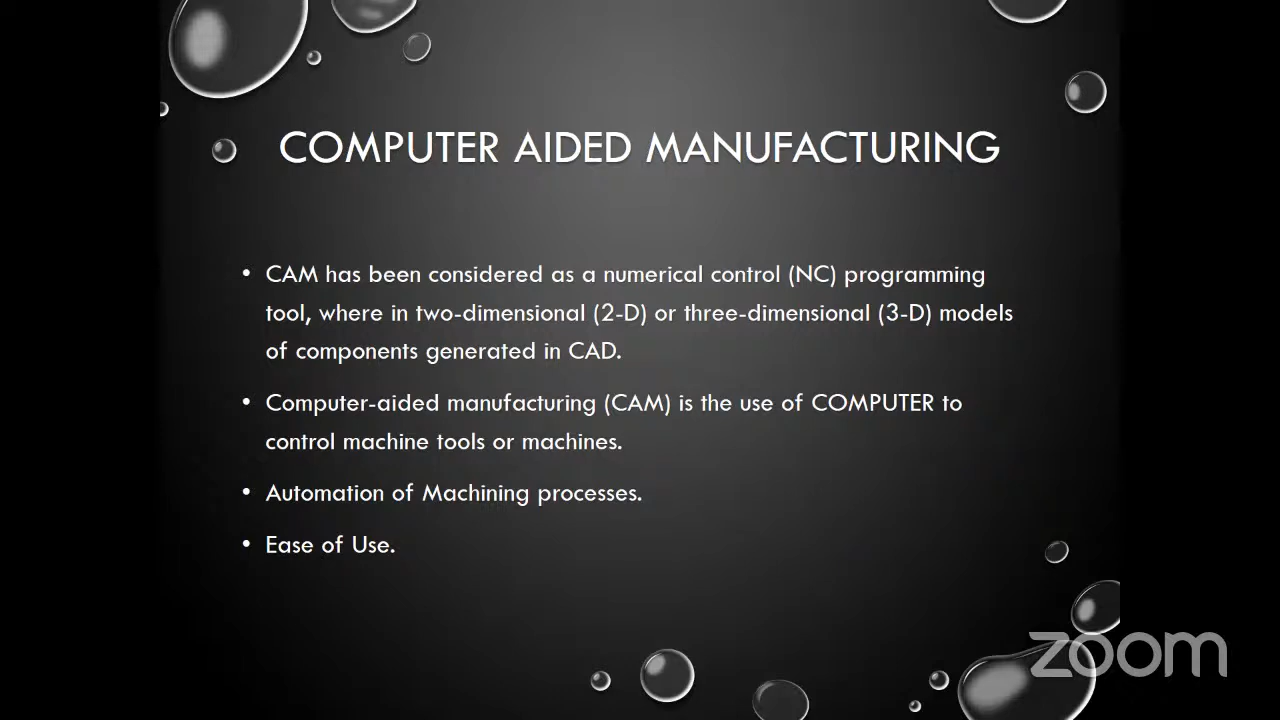 COMPUTER AIDED MANUFACTURING
• CAM has been considered as a numerical control (NC) programming
tool, where in two-dimensional (2-D) or three-dimensional (3-D) models
of components generated in CAD.
• Computer-aided manufacturing (CAM) is the use of COMPUTER to
control machine tools or machines.
• Automation of Machining processes.
• Ease of Use.
zoom